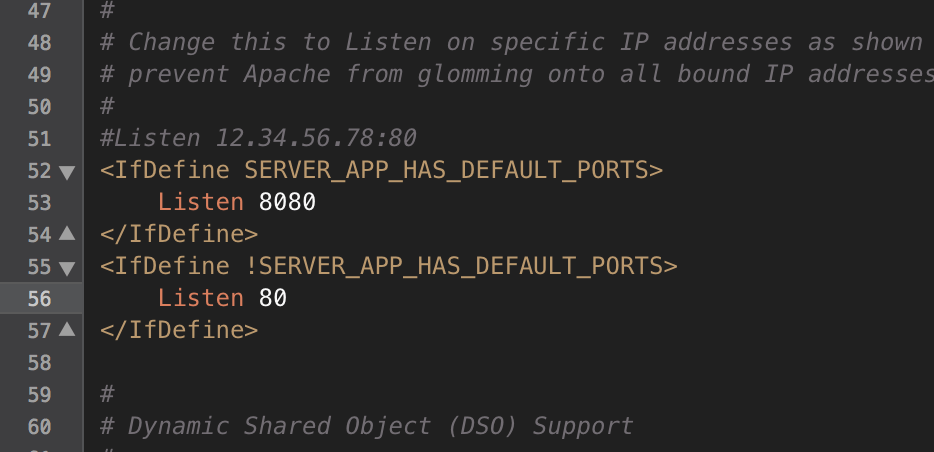 47 #
48 # Change this to Listen on specific IP addresses as shown
49 # prevent Apache from glomming onto all bound IP addresses
50 #
51 #Listen 12.34.56.78:80
52 <IfDefine SERVER_APP_HAS_DEFAULT_PORTS>
53 Listen 8080
54 </IfDefine>
55 <IfDefine !SERVER_APP_HAS_DEFAULT_PORTS>
56 Listen 80
57 </IfDefine>
58
59 #
60 # Dynamic Shared Object (DSO) Support